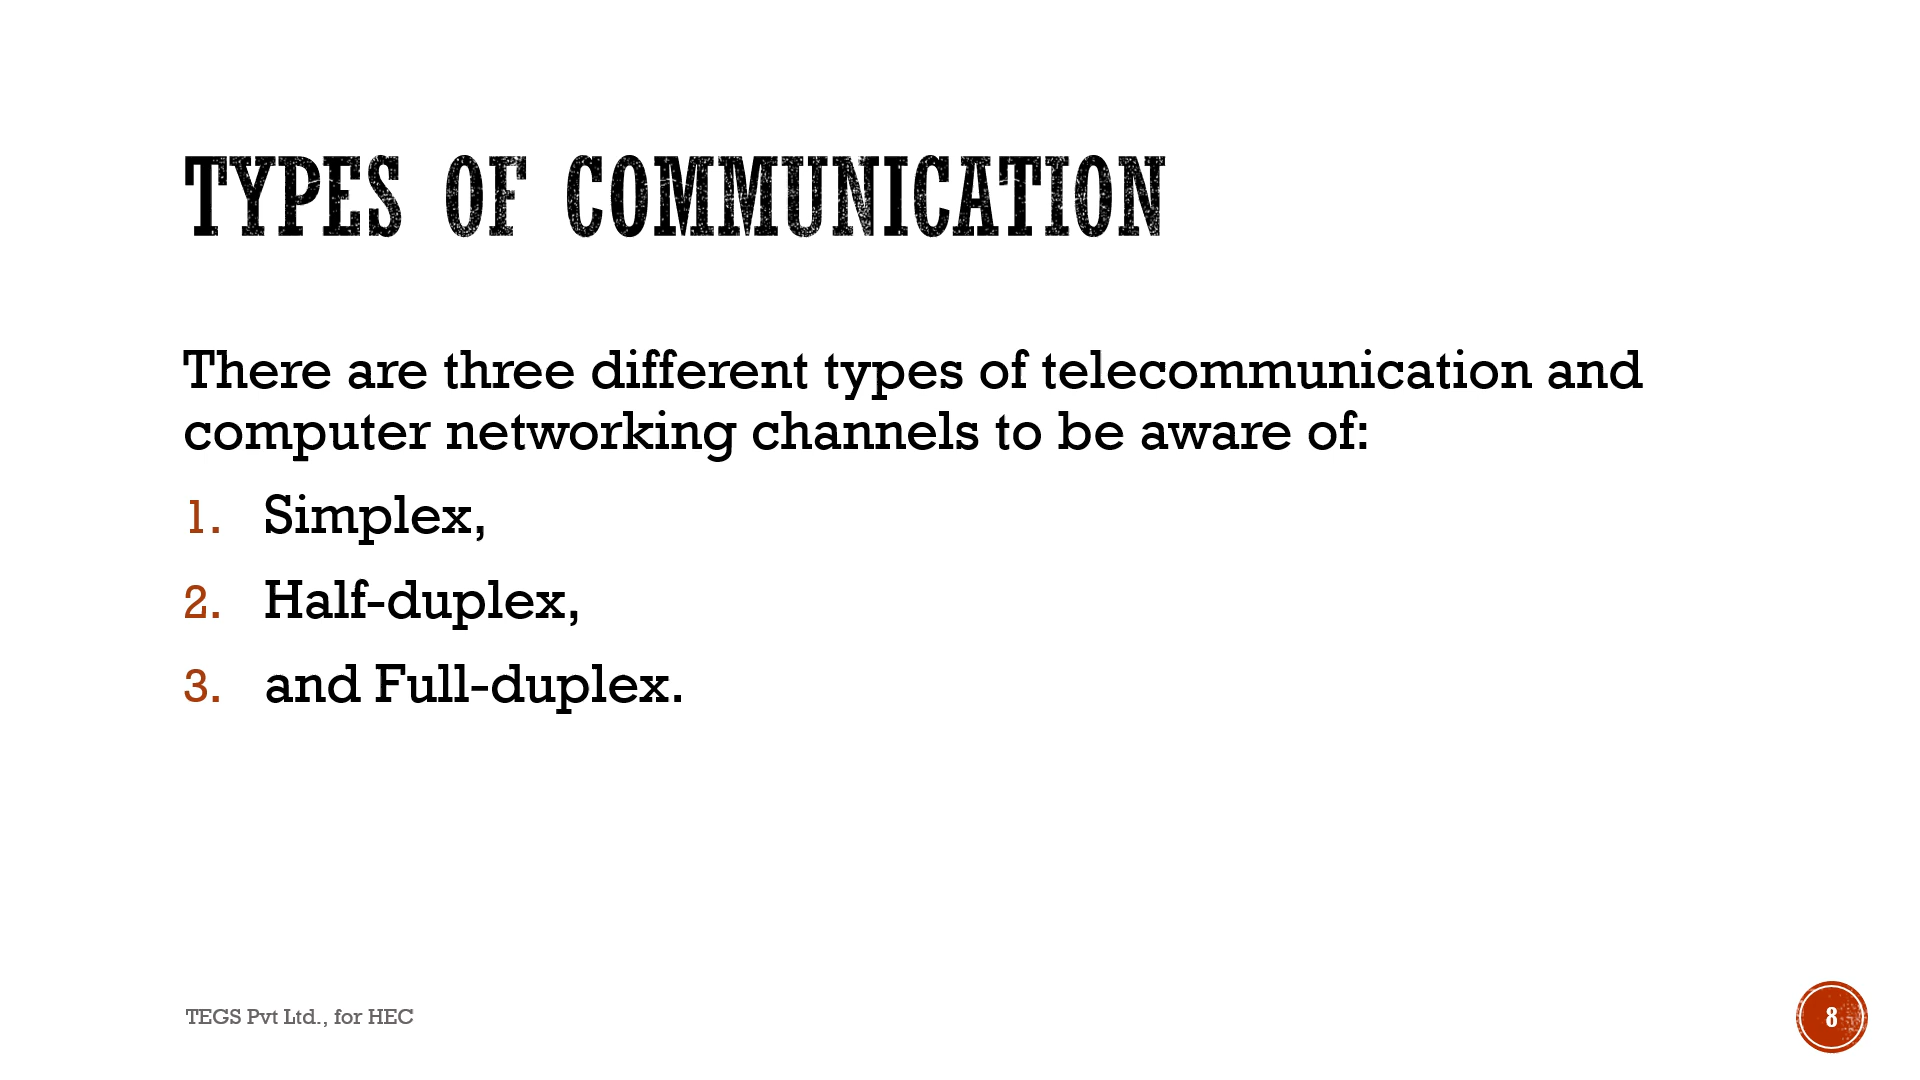 TYPES OF COMMUNICATION
There are three different types of telecommunication and
computer networking channels to be aware of:
1. Simplex,
2. Half-duplex,
3. and Full-duplex.
TEGS Pvt Ltd., for HEC
8